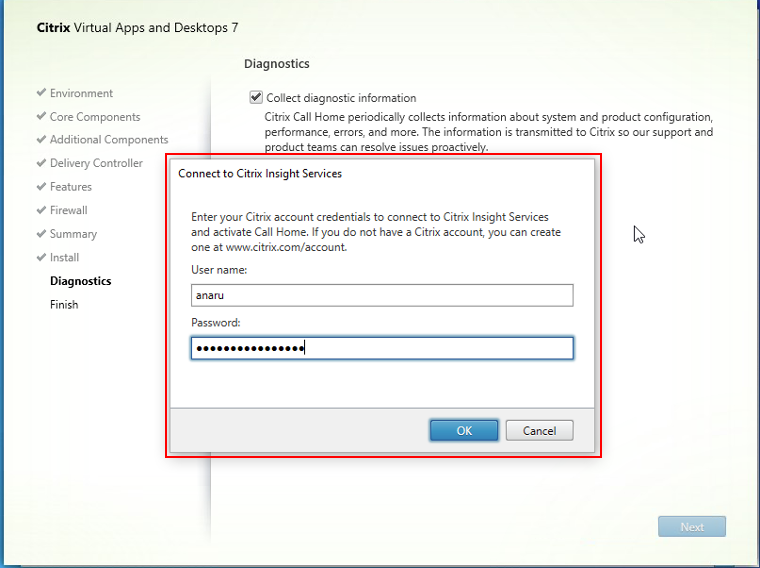 Citrix Virtual Apps and Desktops 7
Diagnostics
Environment
Core Components
Additional Components
Delivery Controller
Features
Firewall
Summary
Install
Diagnostics
Finish
Collect diagnostic information
Citrix Call Home periodically collects information about system and product configuration,
performance, errors, and more. The information is transmitted to Citrix so our support and
product teams can resolve issues proactively.
Connect to Citrix Insight Services
Enter your Citrix account credentials to connect to Citrix Insight Services
and activate Call Home. If you do not have a Citrix account, you can create
one at www.citrix.com/account.
User name:
anaru
Password:
••••••••••••••••
OK
Cancel
Next